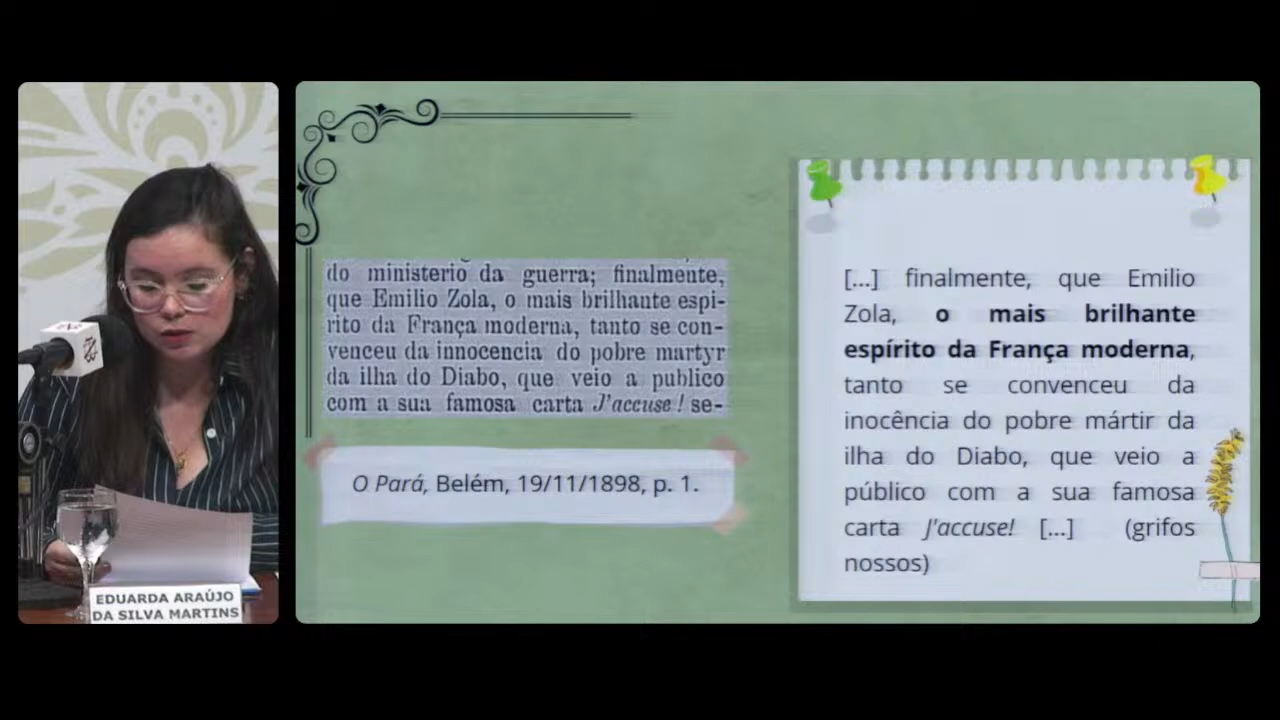 do ministerio da guerra; finalmente,
que Emilio Zola, o mais brilhante espi-
rito da França moderna, tanto se con-
venceu da innocencia do pobre martyr
da ilha do Diabo, que veio a publico
com a sua famosa carta J'accuse! se-
O Pará, Belém, 19/11/1898, p. 1.
[...] finalmente, que Emilio
Zola, o mais brilhante
espírito da França moderna,
tanto se convenceu da
inocência do pobre mártir da
ilha do Diabo, que veio a
público com a sua famosa
carta J'accuse! [...] (grifos
nossos)
EDUARDA ARAÚJO
DA SILVA MARTINS